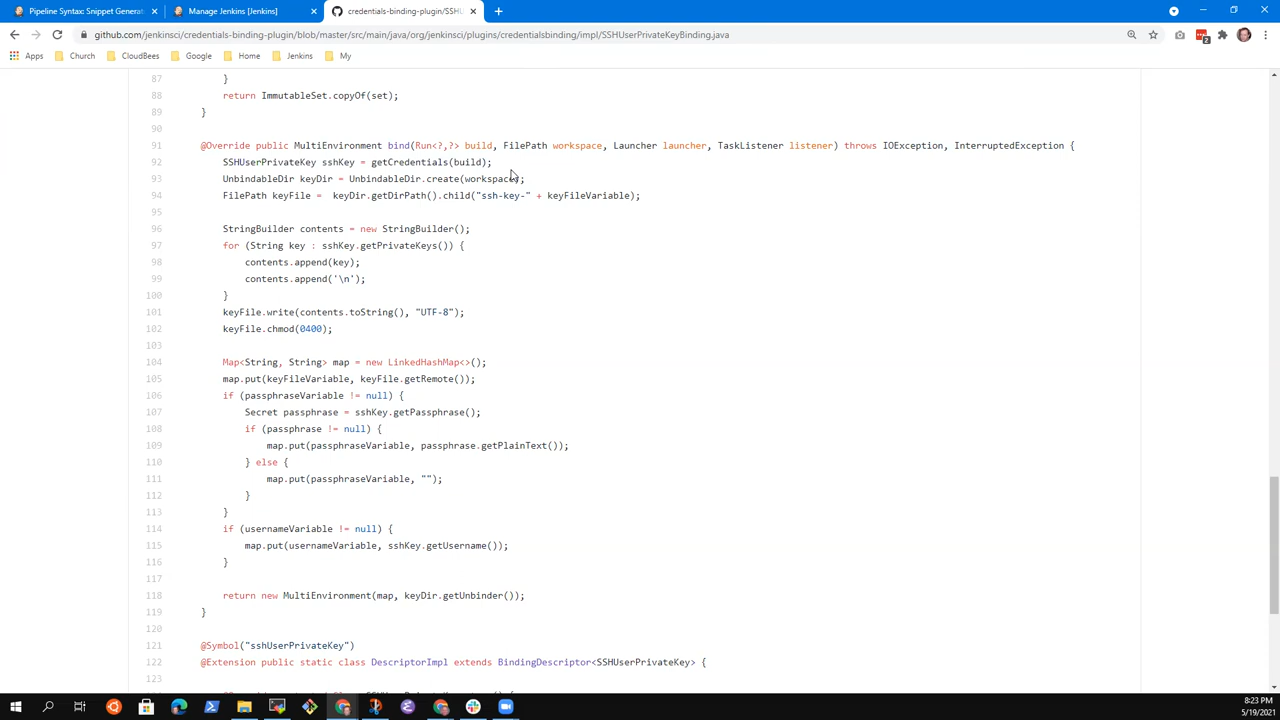 Pipeline Syntax: Snippet Generat
Manage Jenkins [Jenkins]
credentials-binding-plugin/SSHU
github.com/jenkinsci/credentials-binding-plugin/blob/master/src/main/java/org/jenkinsci/plugins/credentialsbinding/impl/SSHUserPrivateKeyBinding.java
2
Apps
Church
CloudBees
Google
Home
Jenkins
My
87 }
88 return ImmutableSet.copyOf(set);
89 }
90
91 @Override public MultiEnvironment bind(Run<?,?> build, FilePath workspace, Launcher launcher, TaskListener listener) throws IOException, InterruptedException {
92 SSHUserPrivateKey sshKey = getCredentials(build);
93 UnbindableDir keyDir = UnbindableDir.create(workspace);
94 FilePath keyFile =  keyDir.getDirPath().child("ssh-key-" + keyFileVariable);
95
96 StringBuilder contents = new StringBuilder();
97 for (String key : sshKey.getPrivateKeys()) {
98 contents.append(key);
99 contents.append('\n');
100 }
101 keyFile.write(contents.toString(), "UTF-8");
102 keyFile.chmod(0400);
103
104 Map<String, String> map = new LinkedHashMap<>();
105 map.put(keyFileVariable, keyFile.getRemote());
106 if (passphraseVariable != null) {
107 Secret passphrase = sshKey.getPassphrase();
108 if (passphrase != null) {
109 map.put(passphraseVariable, passphrase.getPlainText());
110 } else {
111 map.put(passphraseVariable, "");
112 }
113 }
114 if (usernameVariable != null) {
115 map.put(usernameVariable, sshKey.getUsername());
116 }
117
118 return new MultiEnvironment(map, keyDir.getUnbinder());
119 }
120
121 @Symbol("sshUserPrivateKey")
122 @Extension public static class DescriptorImpl extends BindingDescriptor<SSHUserPrivateKey> {
123
8:23 PM
5/19/2021